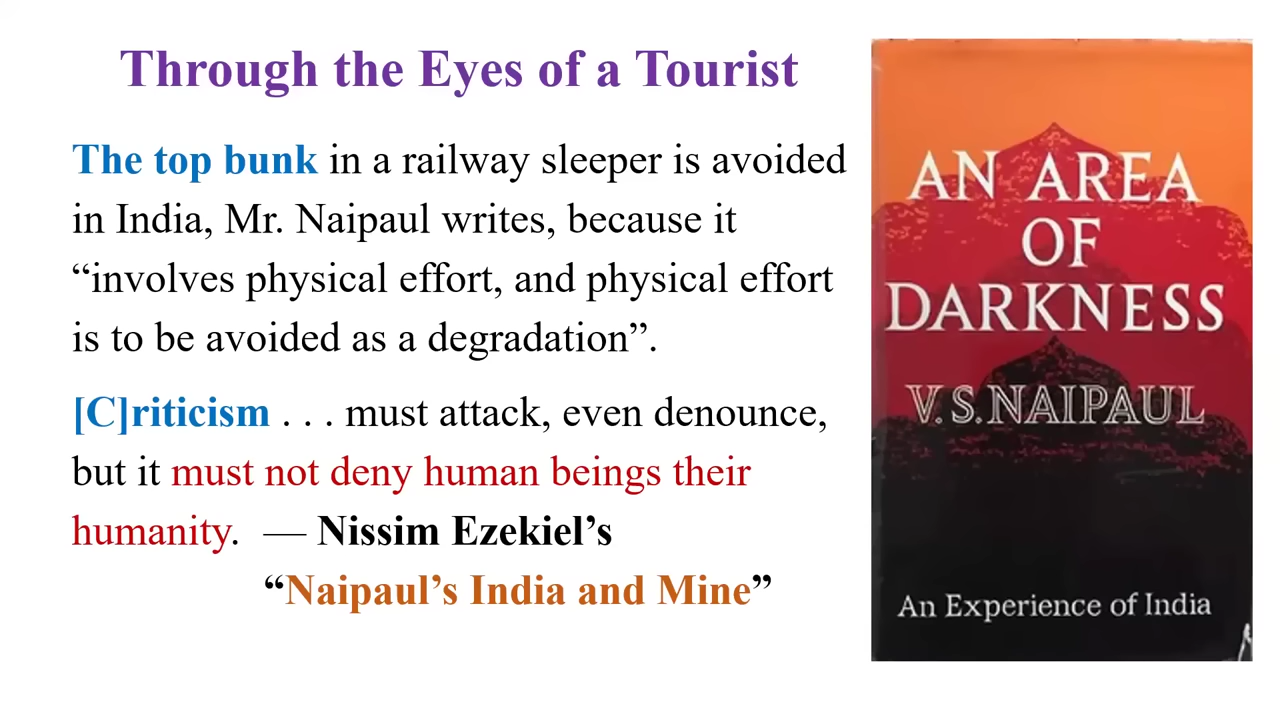 Through the Eyes of a Tourist
The top bunk in a railway sleeper is avoided
in India, Mr. Naipaul writes, because it
“involves physical effort, and physical effort
is to be avoided as a degradation”.
[C]riticism . . . must attack, even denounce,
but it must not deny human beings their
humanity. — Nissim Ezekiel’s
“Naipaul’s India and Mine”
AN AREA
OF
DARKNESS
V. S. NAIPAUL
An Experience of India